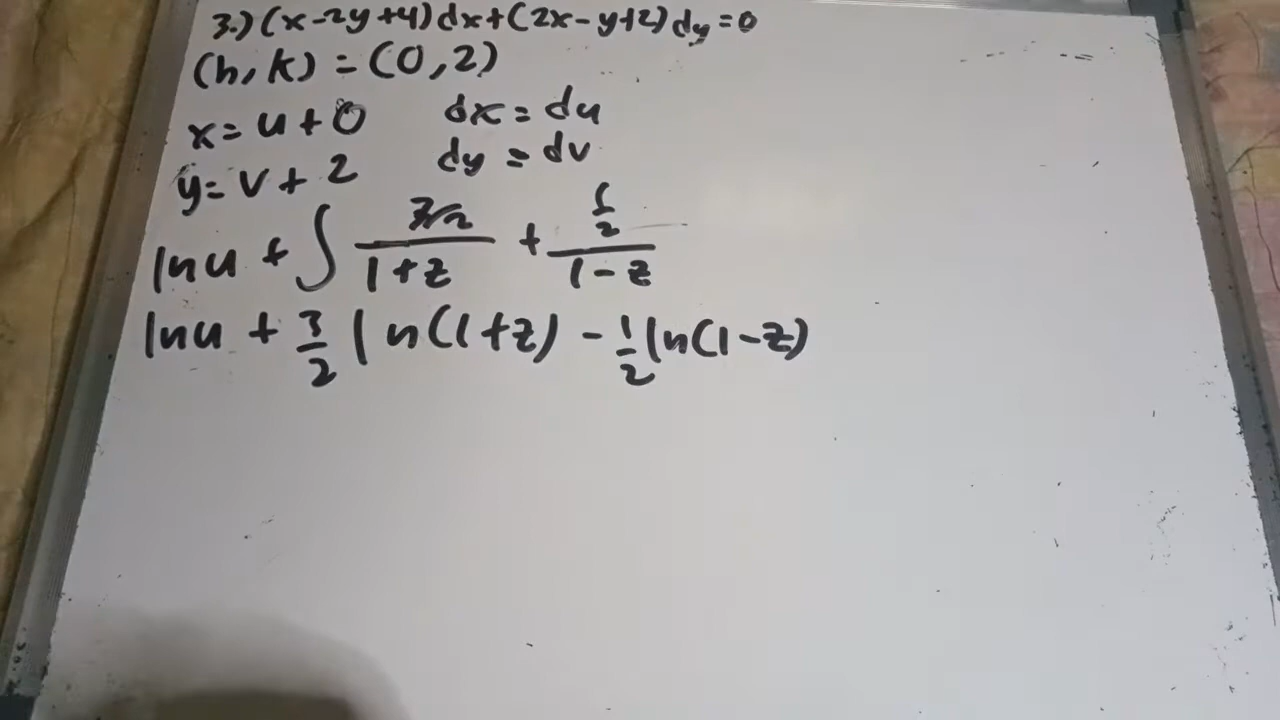 3.) (x-2y+4)dx+(2x-y+2)dy=0
(h,k) = (0,2)
x = u + 0 dx = du
y = v + 2 dy = dv
ln u + ∫ 3/2 / 1+z + 1/2 / 1-z
ln u + 3/2 ln(1+z) - 1/2 ln(1-z)